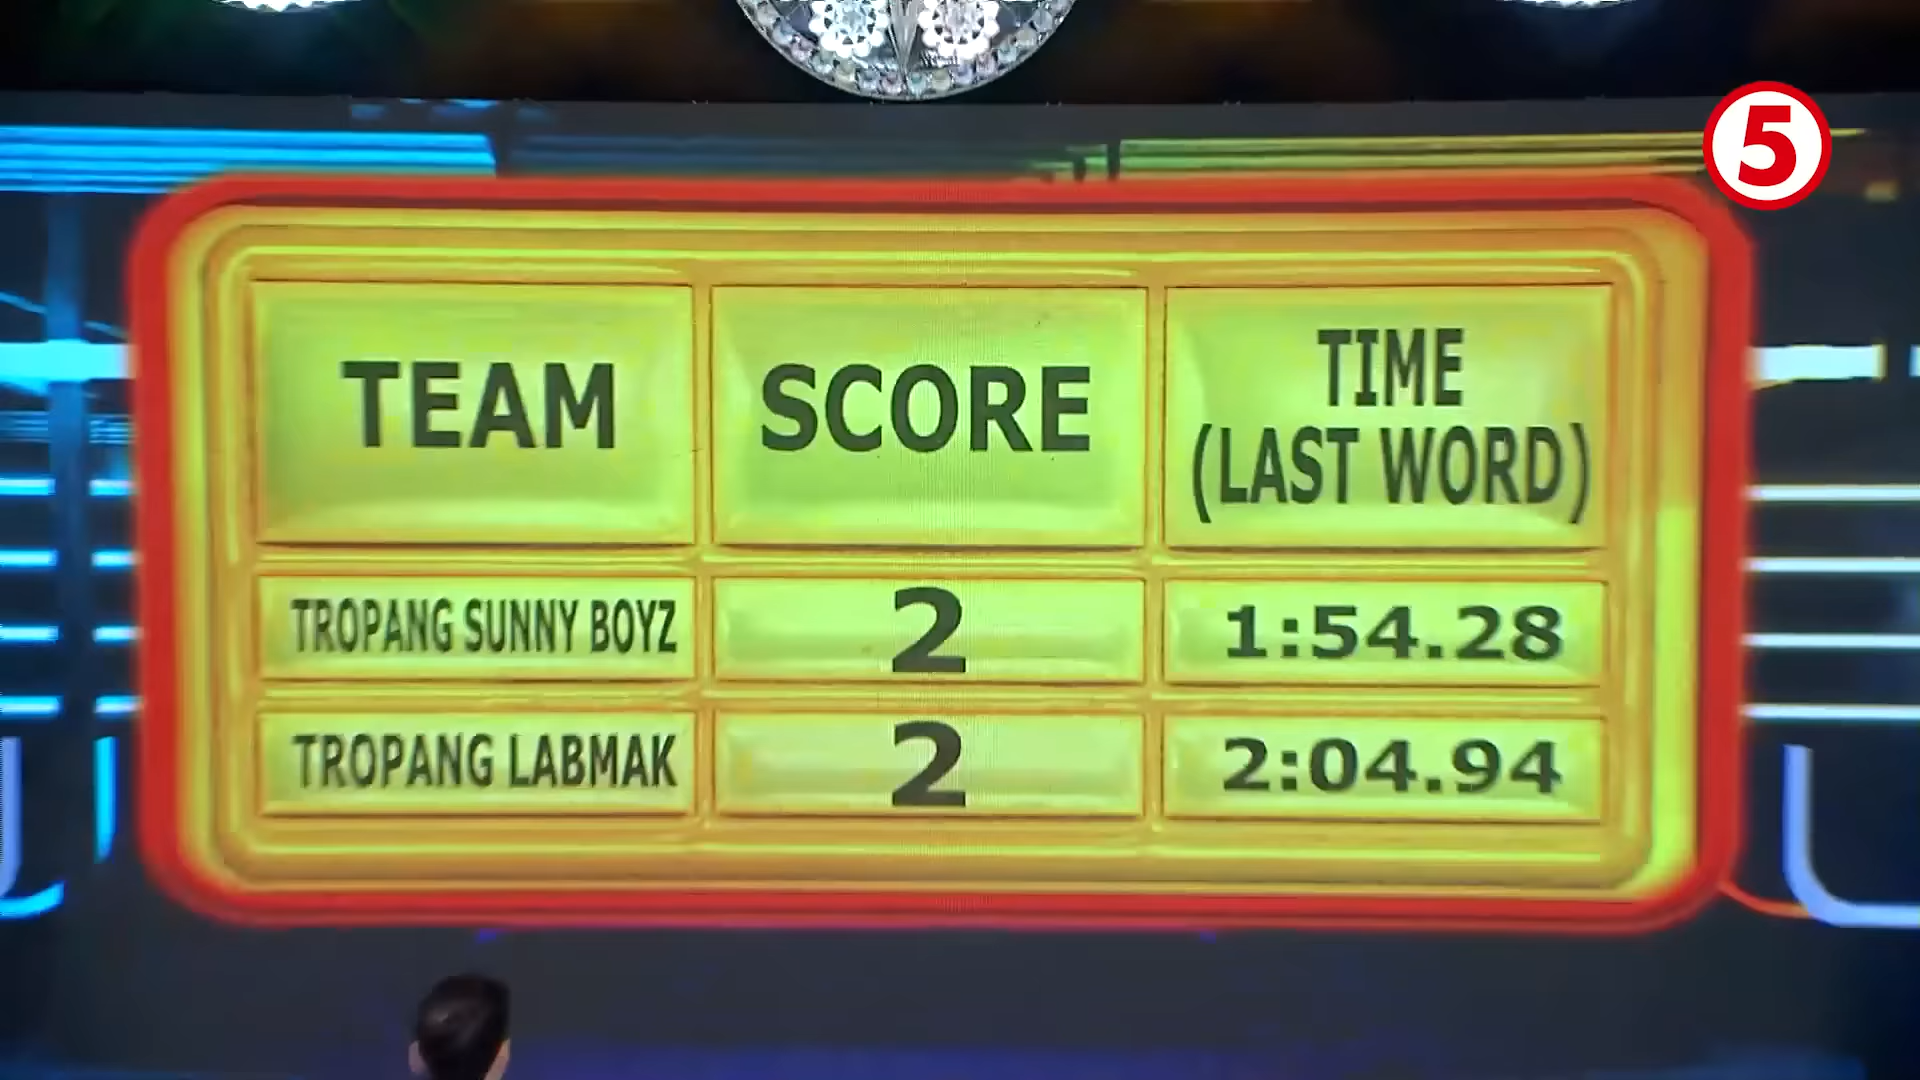 5
TEAM SCORE TIME
(LAST WORD)
TROPANG SUNNY BOYZ 2 1:54.28
TROPANG LABMAK 2 2:04.94